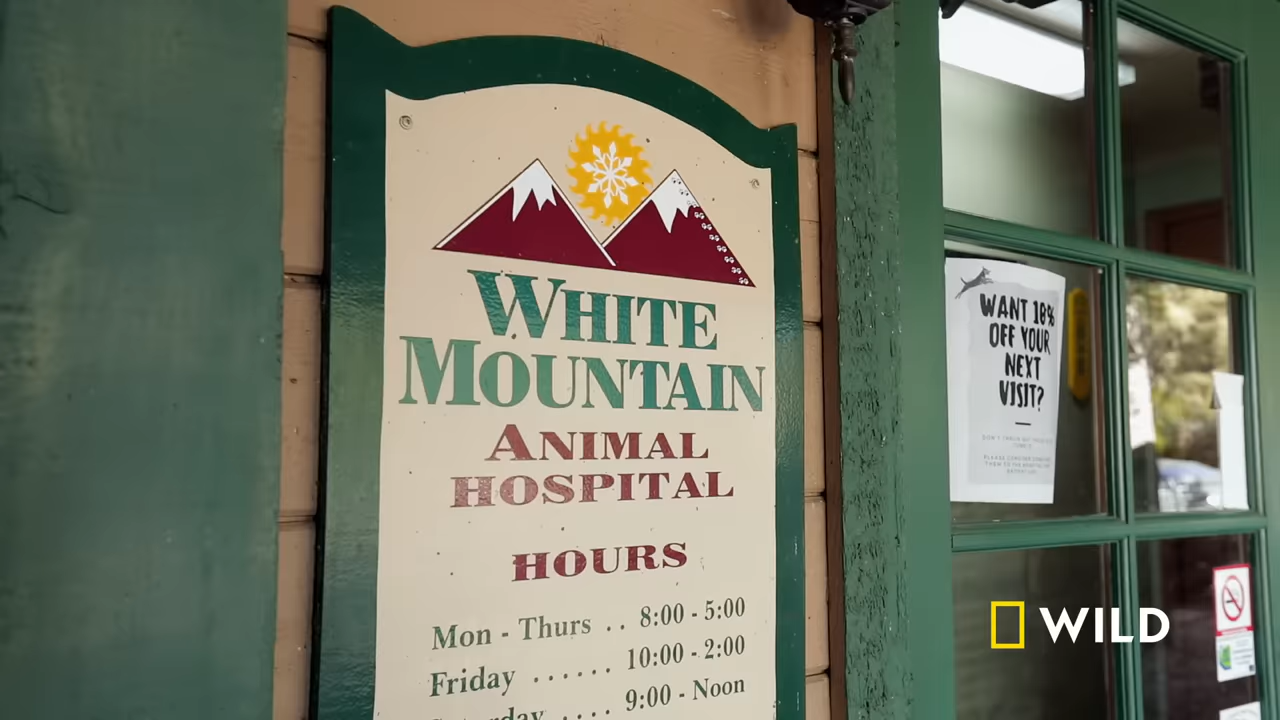 WHITE
MOUNTAIN
ANIMAL
HOSPITAL
HOURS
Mon - Thurs .. 8:00 - 5:00
Friday ...... 10:00 - 2:00
Saturday .... 9:00 - Noon
WANT 10%
OFF YOUR
NEXT
VISIT?
WILD